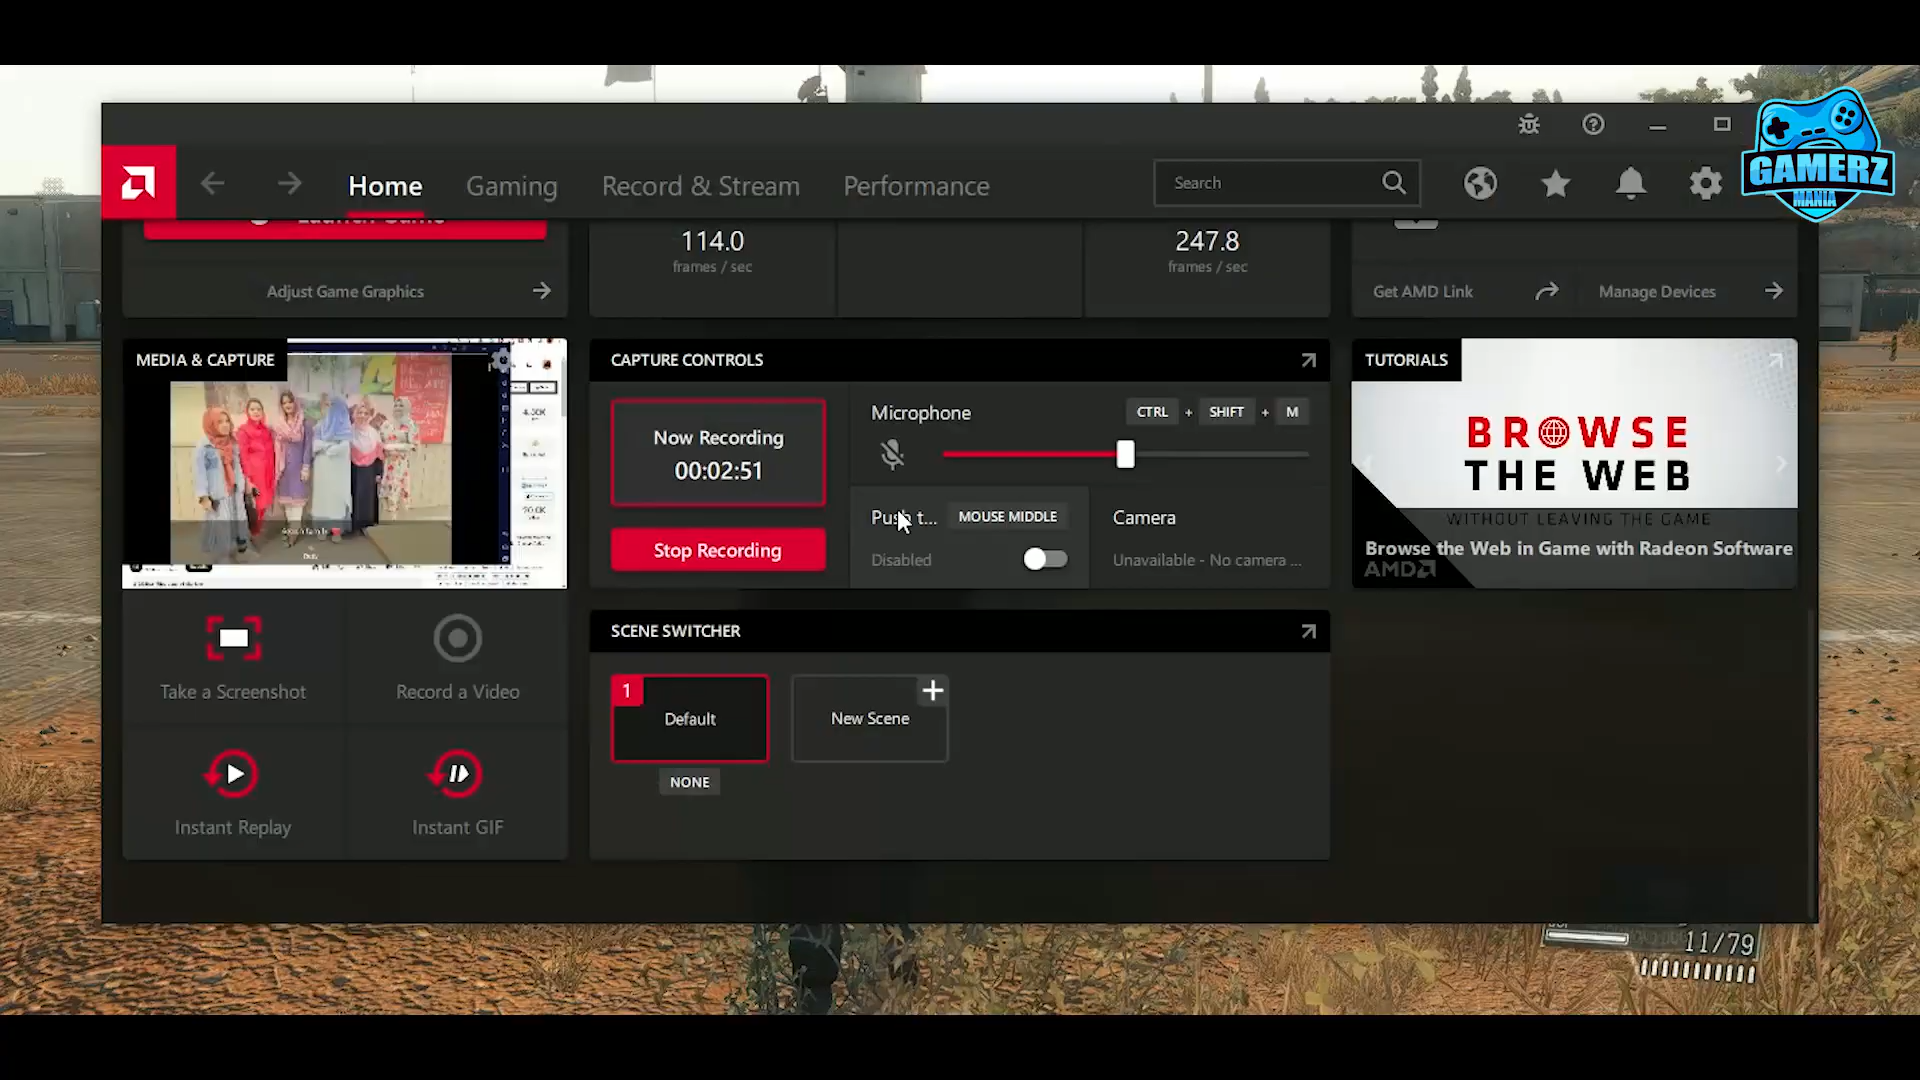 GAMERZ
MANIA
Home
Gaming
Record & Stream
Performance
Search
Launch Game
114.0
frames / sec
247.8
frames / sec
Adjust Game Graphics
Get AMD Link
Manage Devices
MEDIA & CAPTURE
CAPTURE CONTROLS
TUTORIALS
Now Recording
00:02:51
Stop Recording
Microphone
CTRL + SHIFT + M
Push t...
MOUSE MIDDLE
Disabled
Camera
Unavailable - No camera ...
BROWSE
THE WEB
WITHOUT LEAVING THE GAME
Browse the Web in Game with Radeon Software
AMD
Take a Screenshot
Record a Video
Instant Replay
Instant GIF
SCENE SWITCHER
1
Default
NONE
New Scene
11/79